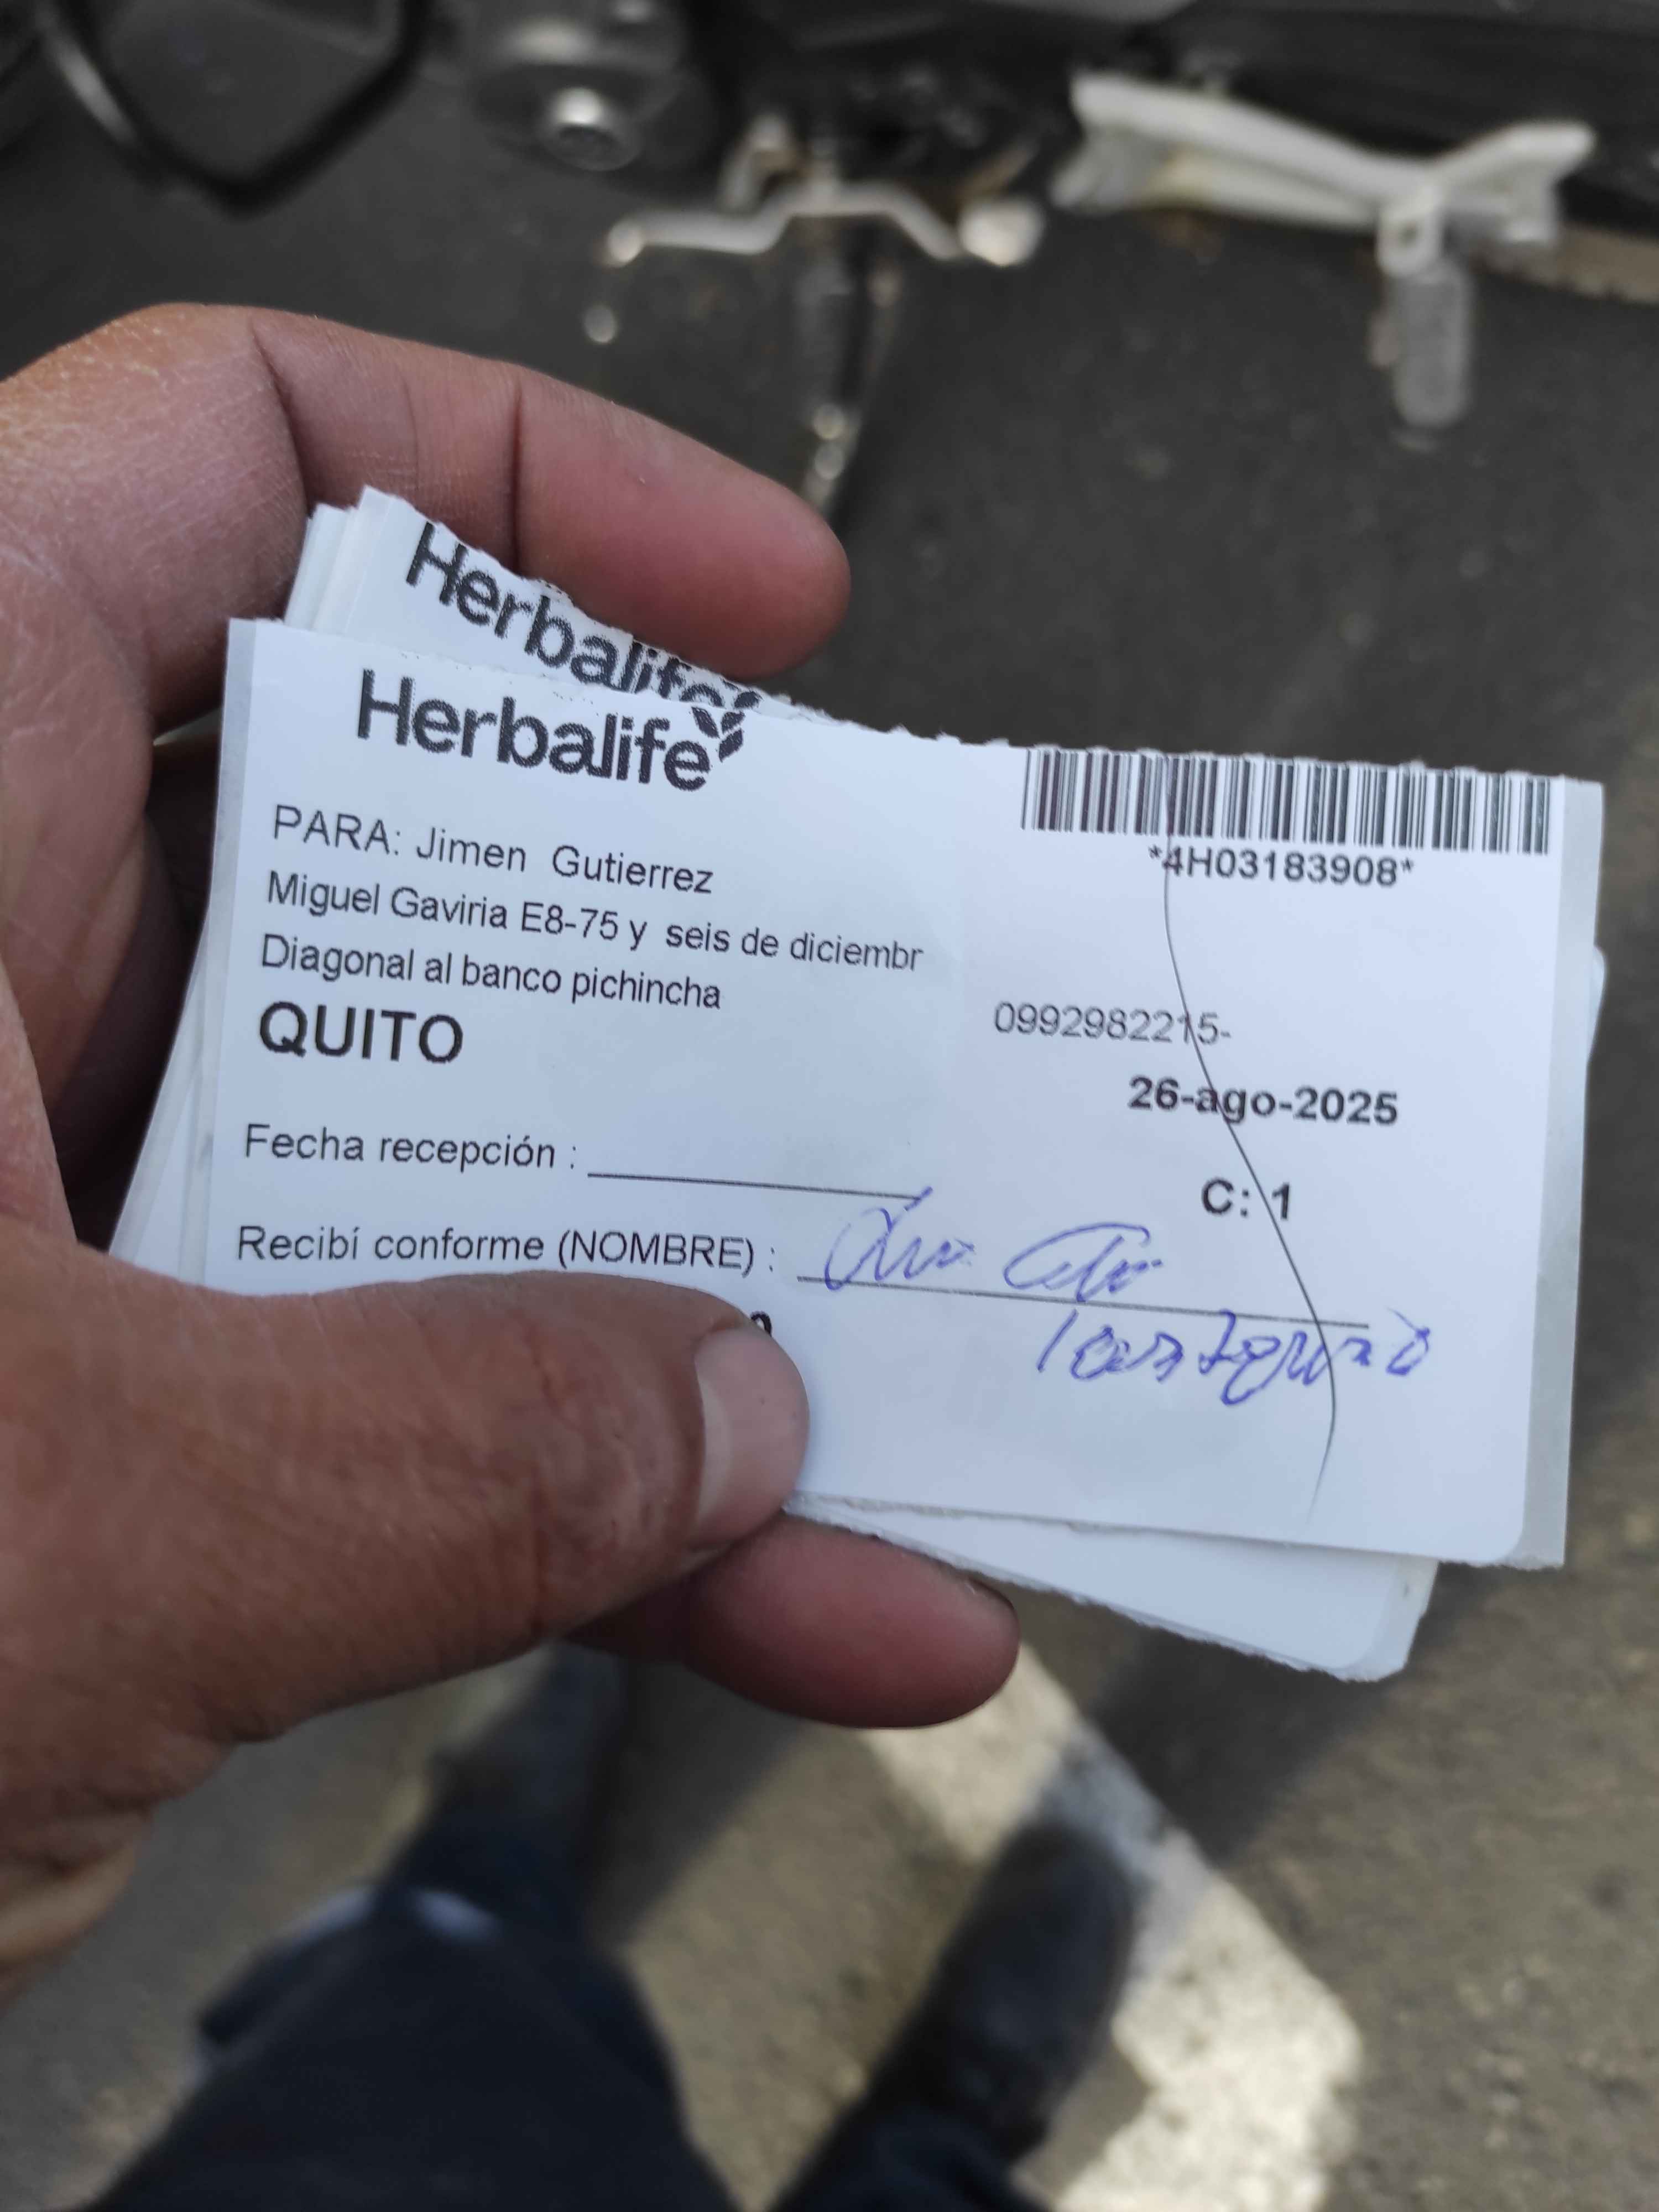 Herbalife
Herbalife
*4H03183908*
PARA: Jimen Gutierrez
Miguel Gaviria E8-75 y seis de diciembr
Diagonal al banco pichincha
0992982215-
QUITO
26-ago-2025
Fecha recepción :
C: 1
Recibí conforme (NOMBRE) :